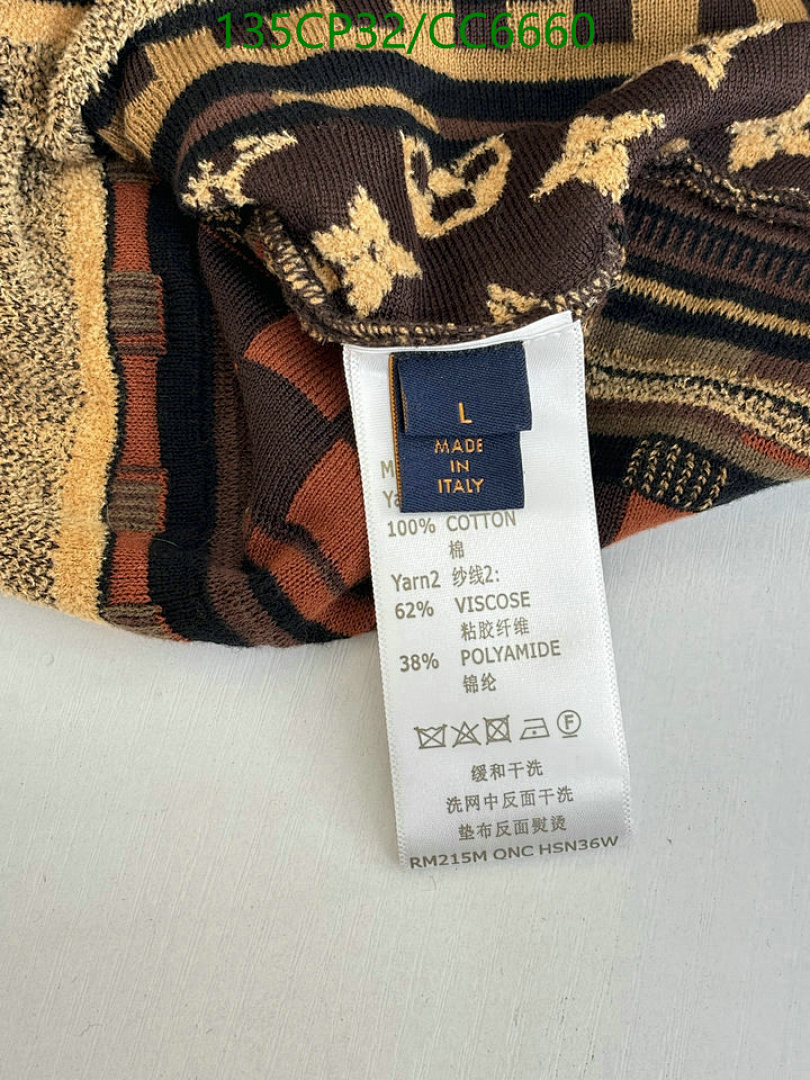 135CP32/CC6660
L
MADE
IN
ITALY
100% COTTON
棉
Yarn2 纱线2:
62% VISCOSE
粘胶纤维
38% POLYAMIDE
锦纶
F
缓和干洗
洗网中反面干洗
垫布反面熨烫
RM215M QNC HSN36W